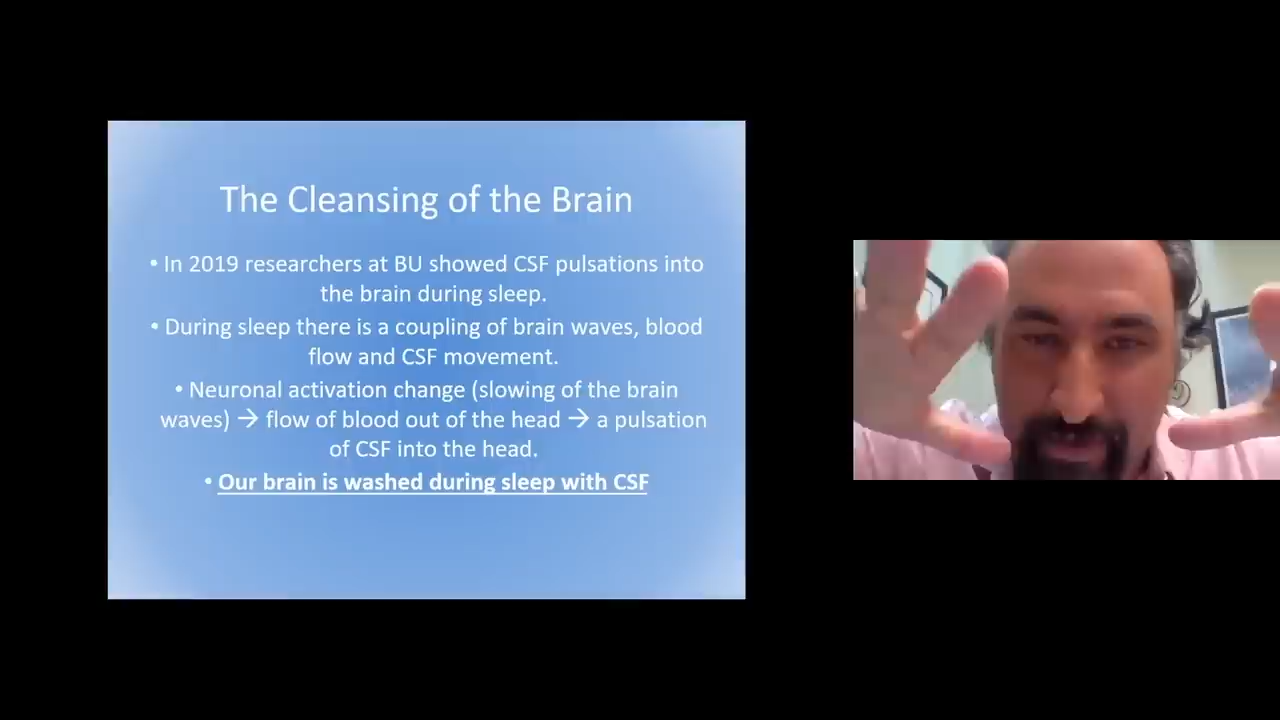 The Cleansing of the Brain
• In 2019 researchers at BU showed CSF pulsations into
the brain during sleep.
• During sleep there is a coupling of brain waves, blood
flow and CSF movement.
• Neuronal activation change (slowing of the brain
waves) → flow of blood out of the head → a pulsation
of CSF into the head.
• Our brain is washed during sleep with CSF